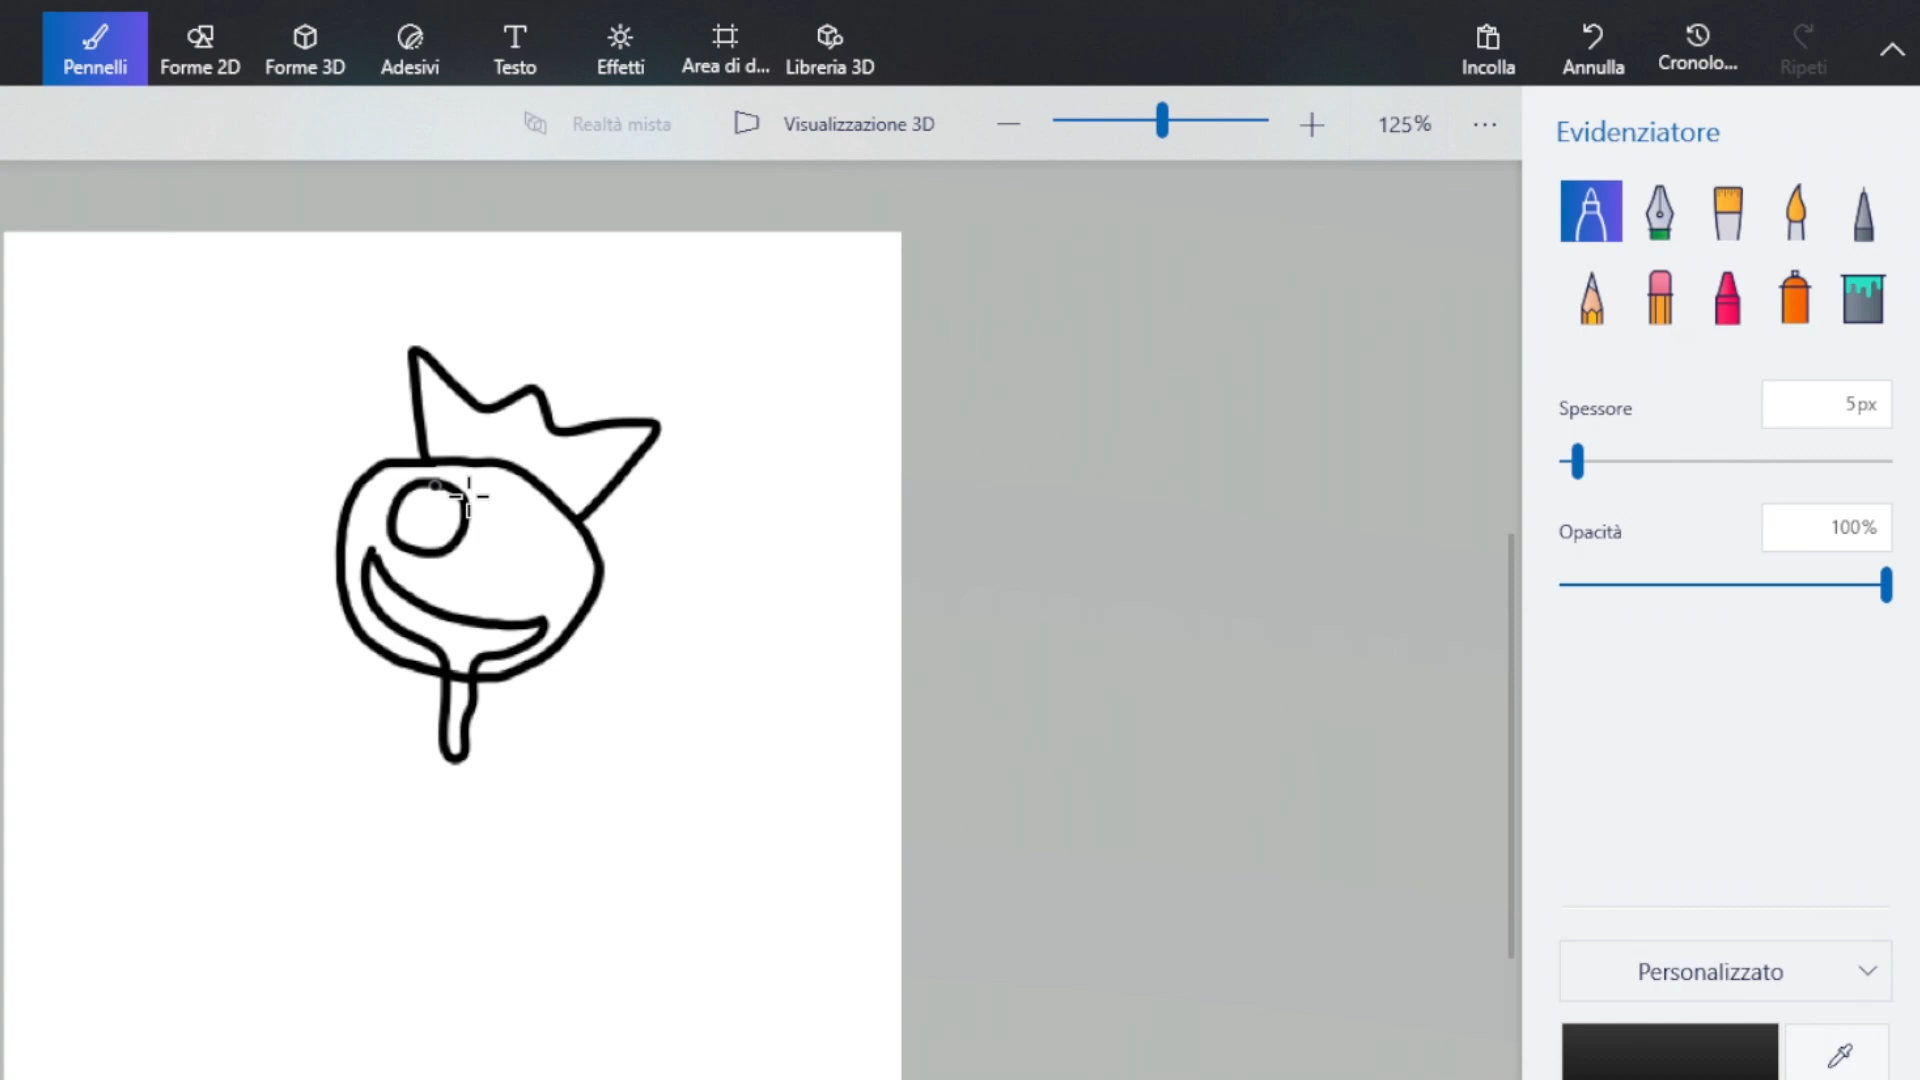 Pennelli
Forme 2D
Forme 3D
Adesivi
Testo
Effetti
Area di d...
Libreria 3D
Incolla
Annulla
Cronolo...
Ripeti
Realtà mista
Visualizzazione 3D
125%
Evidenziatore
Spessore
5px
Opacità
100%
Personalizzato